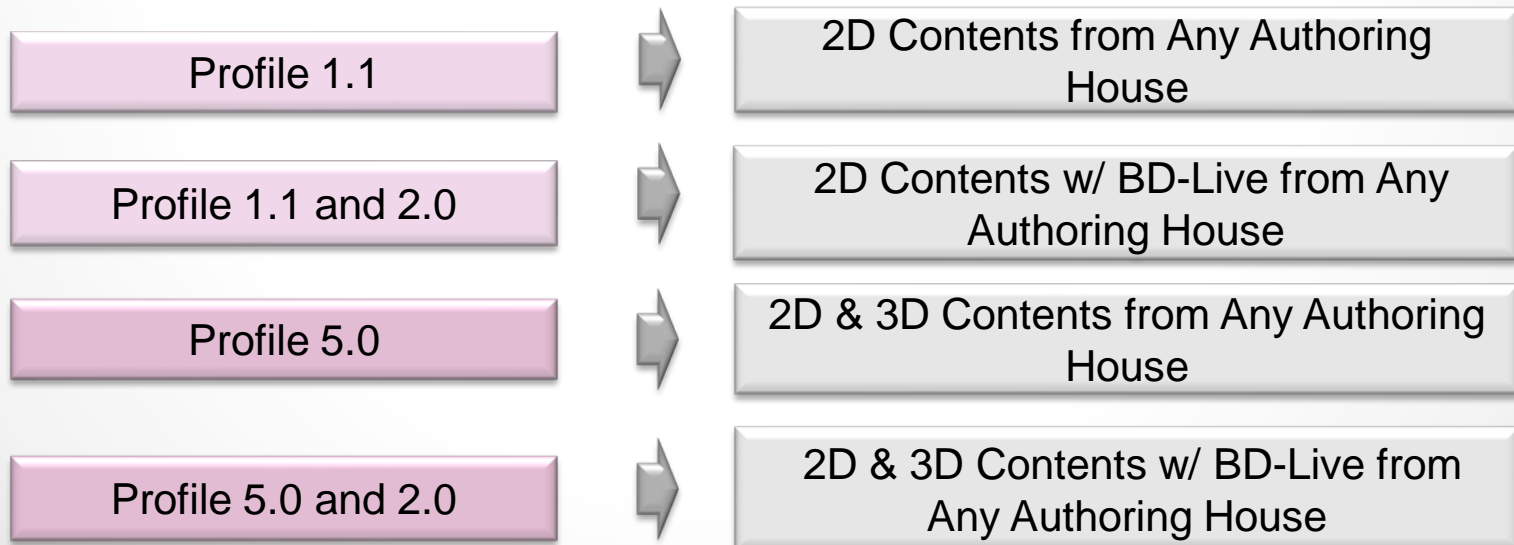 Profile 1.1
2D Contents from Any Authoring
House
Profile 1.1 and 2.0
2D Contents w/ BD-Live from Any
Authoring House
Profile 5.0
2D & 3D Contents from Any Authoring
House
Profile 5.0 and 2.0
2D & 3D Contents w/ BD-Live from
Any Authoring House